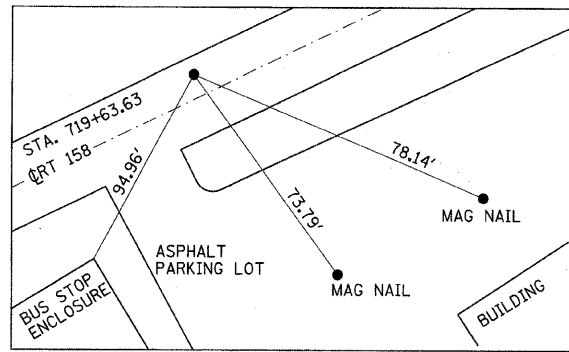 STA. 719+63.63
℄RT 158
94.96'
73.79'
78.14'
MAG NAIL
ASPHALT
PARKING LOT
MAG NAIL
BUS STOP
ENCLOSURE
BUILDING